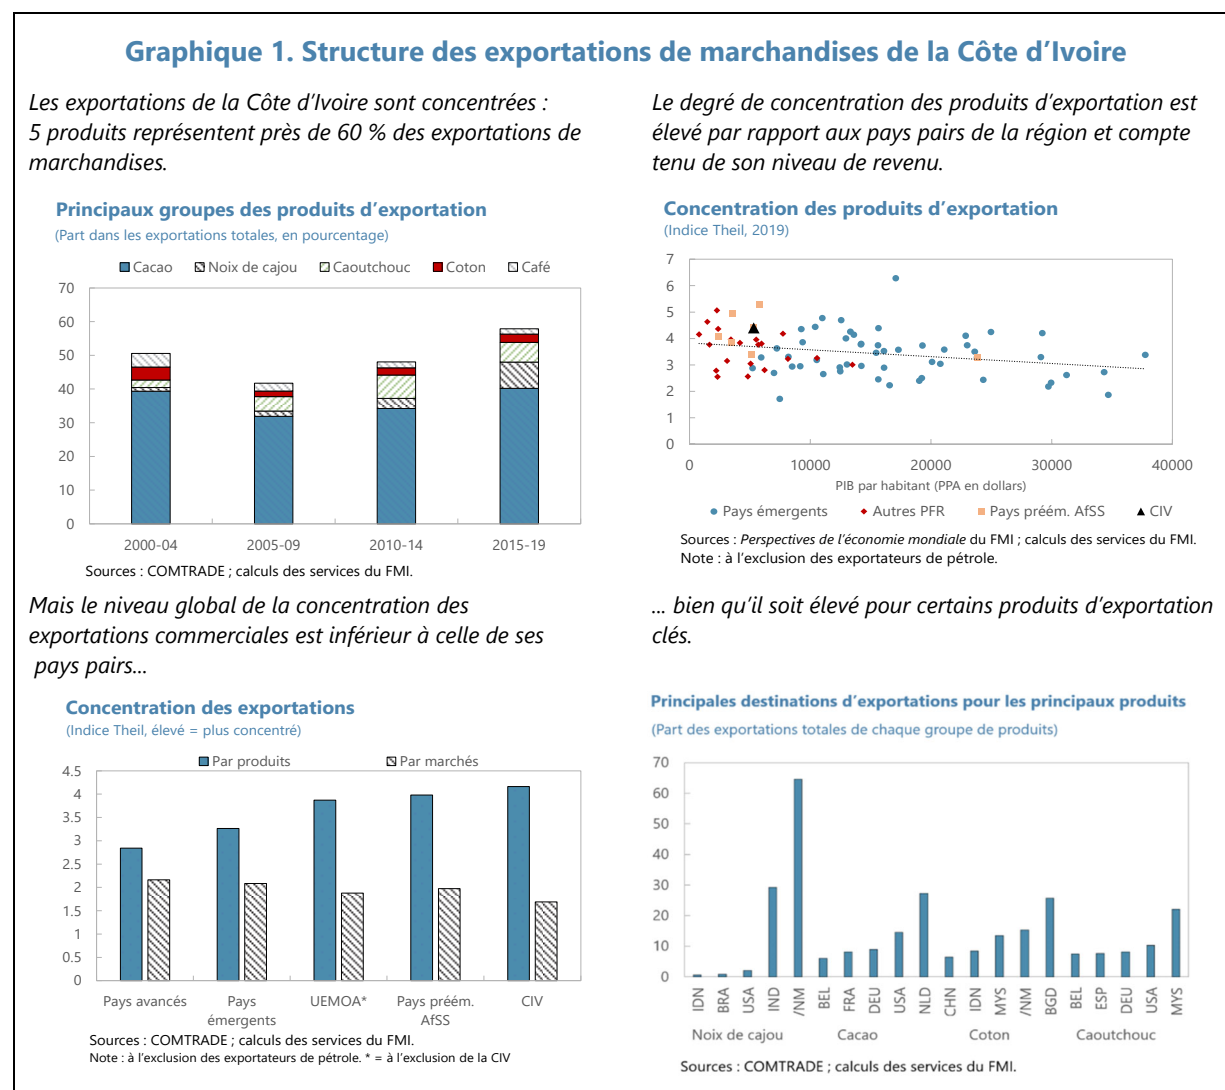 Graphique 1. Structure des exportations de marchandises de la Côte d'Ivoire
Les exportations de la Côte d'Ivoire sont concentrées :
5 produits représentent près de 60 % des exportations de
marchandises.
Principaux groupes des produits d'exportation
(Part dans les exportations totales, en pourcentage)
Cacao Noix de cajou Caoutchouc Coton Café
70
60
50
40
30
20
10
0
2000-04 2005-09 2010-14 2015-19
Sources : COMTRADE ; calculs des services du FMI.
Le degré de concentration des produits d'exportation est
élevé par rapport aux pays pairs de la région et compte
tenu de son niveau de revenu.
Concentration des produits d'exportation
(Indice Theil, 2019)
7
6
5
4
3
2
1
0
0 10000 20000 30000 40000
PIB par habitant (PPA en dollars)
Pays émergents Autres PFR Pays préém. AfSS CIV
Sources : Perspectives de l'économie mondiale du FMI ; calculs des services du FMI.
Note : à l'exclusion des exportateurs de pétrole.
Mais le niveau global de la concentration des
exportations commerciales est inférieur à celle de ses
pays pairs...
Concentration des exportations
(Indice Theil, élevé = plus concentré)
Par produits Par marchés
4.5
4
3.5
3
2.5
2
1.5
1
0.5
0
Pays avancés Pays émergents UEMOA* Pays préém. AfSS CIV
Sources : COMTRADE ; calculs des services du FMI.
Note : à l'exclusion des exportateurs de pétrole. * = à l'exclusion de la CIV
... bien qu'il soit élevé pour certains produits d'exportation
clés.
Principales destinations d'exportations pour les principaux produits
(Part des exportations totales de chaque groupe de produits)
70
60
50
40
30
20
10
0
IDN BRA USA IND /NM BEL FRA DEU USA NLD CHN IDN MYS /NM BGD BEL ESP DEU USA MYS
Noix de cajou Cacao Coton Caoutchouc
Sources : COMTRADE ; calculs des services du FMI.